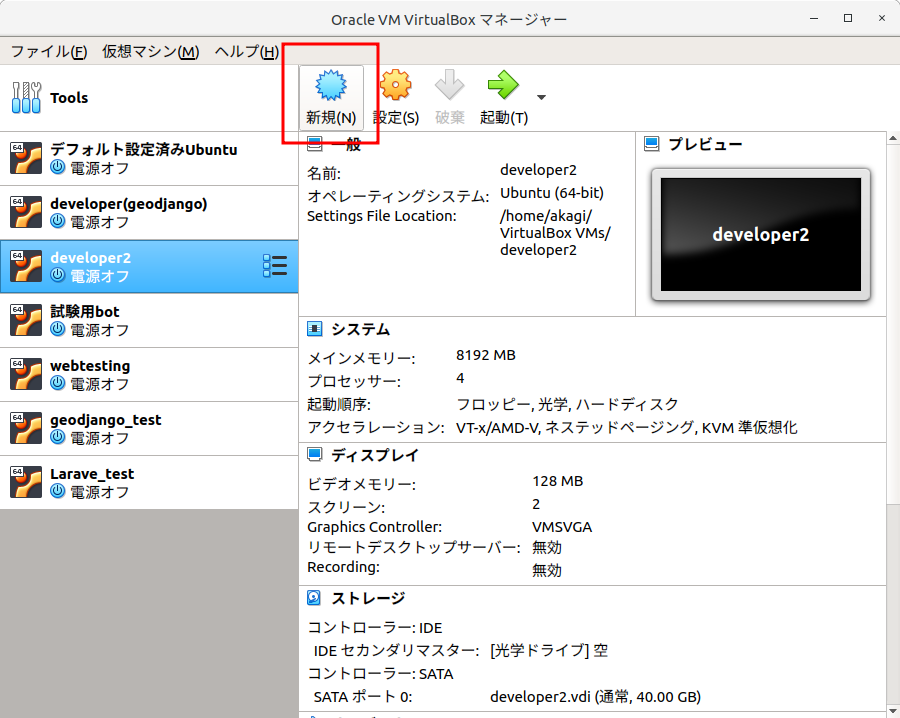 Oracle VM VirtualBox マネージャー
ファイル(F) 仮想マシン(M) ヘルプ(H)
Tools
新規(N) 設定(S) 破棄 起動(T)
64 デフォルト設定済みUbuntu
電源オフ
64 developer(geodjango)
電源オフ
64 developer2
電源オフ
64 試験用bot
電源オフ
64 webtesting
電源オフ
64 geodjango_test
電源オフ
64 Larave_test
電源オフ
一般
名前: developer2
オペレーティングシステム: Ubuntu (64-bit)
Settings File Location: /home/akagi/
VirtualBox VMs/
developer2
プレビュー
developer2
システム
メインメモリー: 8192 MB
プロセッサー: 4
起動順序: フロッピー, 光学, ハードディスク
アクセラレーション: VT-x/AMD-V, ネステッドページング, KVM 準仮想化
ディスプレイ
ビデオメモリー: 128 MB
スクリーン: 2
Graphics Controller: VMSVGA
リモートデスクトップサーバー: 無効
Recording: 無効
ストレージ
コントローラー: IDE
IDE セカンダリマスター: [光学ドライブ] 空
コントローラー: SATA
SATA ポート 0: developer2.vdi (通常, 40.00 GB)